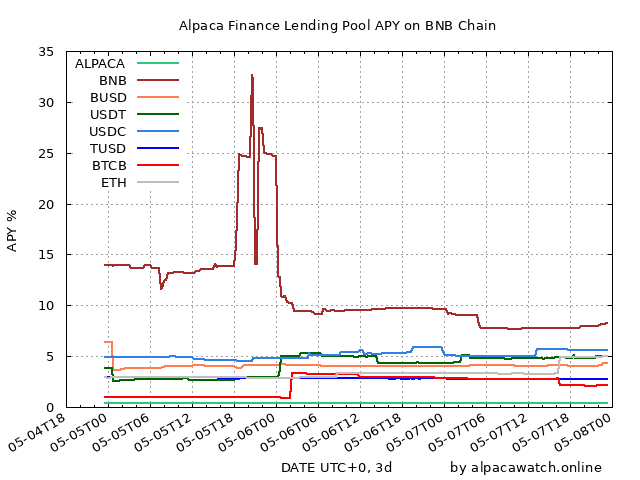 Alpaca Finance Lending Pool APY on BNB Chain
35
30
25
20
15
10
5
0
APY %
ALPACA
BNB
BUSD
USDT
USDC
TUSD
BTCB
ETH
05-04T18
05-05T00
05-05T06
05-05T12
05-05T18
05-06T00
05-06T06
05-06T12
05-06T18
05-07T00
05-07T06
05-07T12
05-07T18
05-08T00
DATE UTC+0, 3d
by alpacawatch.online